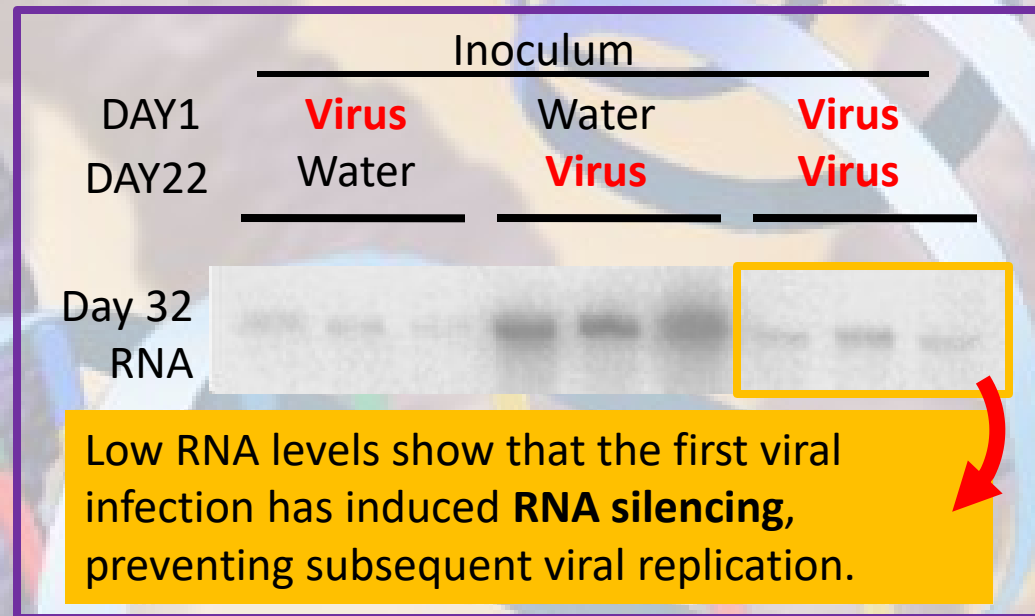 Inoculum
DAY1 Virus Water Virus
DAY22 Water Virus Virus
Day 32
RNA
Low RNA levels show that the first viral
infection has induced RNA silencing,
preventing subsequent viral replication.